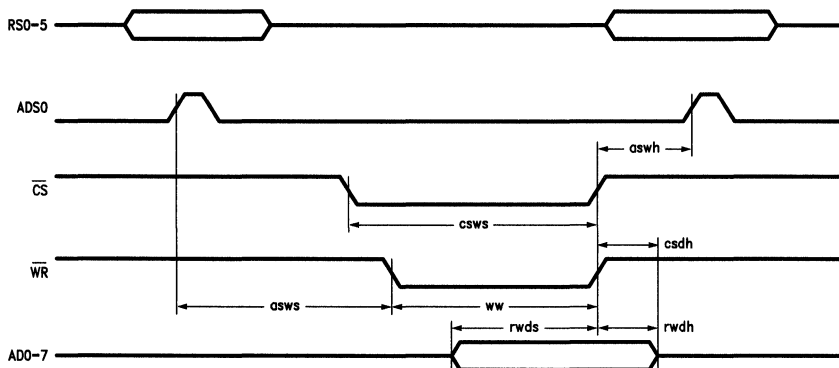 RS0-5
ADS0
aswh
CS
csws
csdh
WR
asws
ww
rwds
rwdh
AD0-7